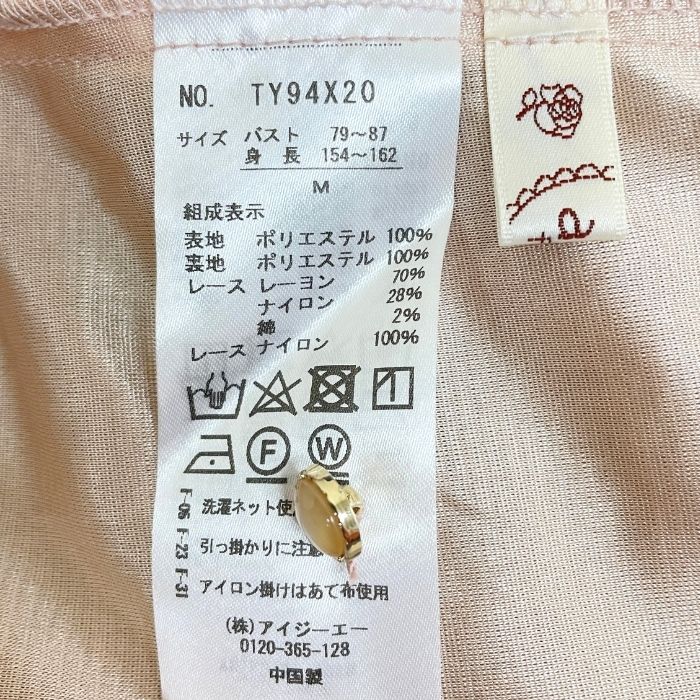 NO. TY94X20
サイズ バスト 79～87
身長 154～162
M
組成表示
表地 ポリエステル 100%
裏地 ポリエステル 100%
レース レーヨン 70%
ナイロン 28%
綿 2%
レース ナイロン 100%
F W
F-05 F-23 F-31
洗濯ネット使
引っ掛かりに注
アイロン掛けはあて布使用
(株)アイジーエー
0120-365-128
中国製